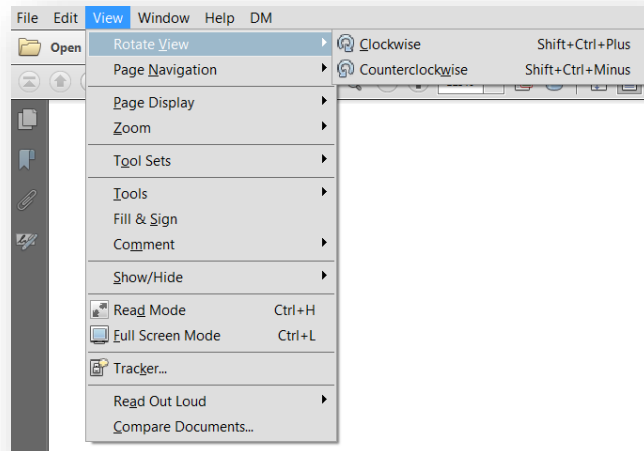 File Edit View Window Help DM
Open
Rotate View
Clockwise Shift+Ctrl+Plus
Page Navigation
Counterclockwise Shift+Ctrl+Minus
Page Display
Zoom
Tool Sets
Tools
Fill & Sign
Comment
Show/Hide
Read Mode Ctrl+H
Full Screen Mode Ctrl+L
Tracker...
Read Out Loud
Compare Documents...